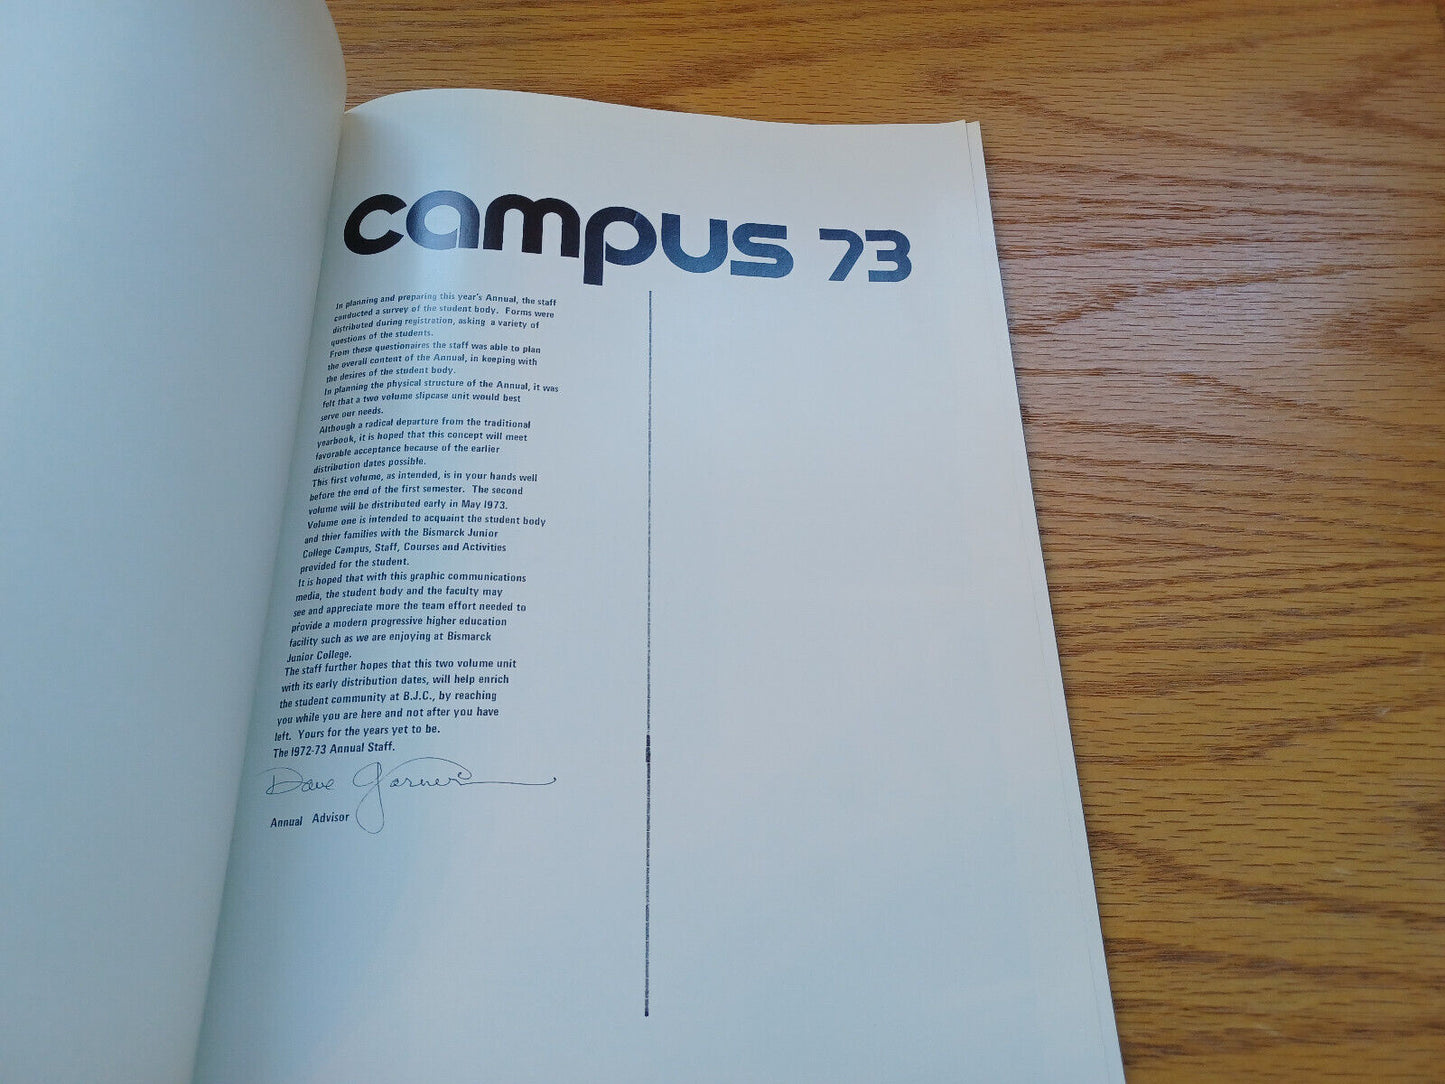 campus 73
In planning and preparing this year's Annual, the staff
conducted a survey of the student body. Forms were
distributed during registration, asking a variety of
questions of the students.
From these questionaires the staff was able to plan
the overall content of the Annual, in keeping with
the desires of the student body.
In planning the physical structure of the Annual, it was
felt that a two volume slipcase unit would best
serve our needs.
Although a radical departure from the traditional
yearbook, it is hoped that this concept will meet
favorable acceptance because of the earlier
distribution dates possible.
This first volume, as intended, is in your hands well
before the end of the first semester. The second
volume will be distributed early in May 1973.
Volume one is intended to acquaint the student body
and thier families with the Bismarck Junior
College Campus, Staff, Courses and Activities
provided for the student.
It is hoped that with this graphic communications
media, the student body and the faculty may
see and appreciate more the team effort needed to
provide a modern progressive higher education
facility such as we are enjoying at Bismarck
Junior College.
The staff further hopes that this two volume unit
with its early distribution dates, will help enrich
the student community at B.J.C., by reaching
you while you are here and not after you have
left. Yours for the years yet to be.
The 1972-73 Annual Staff.
Dave Garner
Annual Advisor